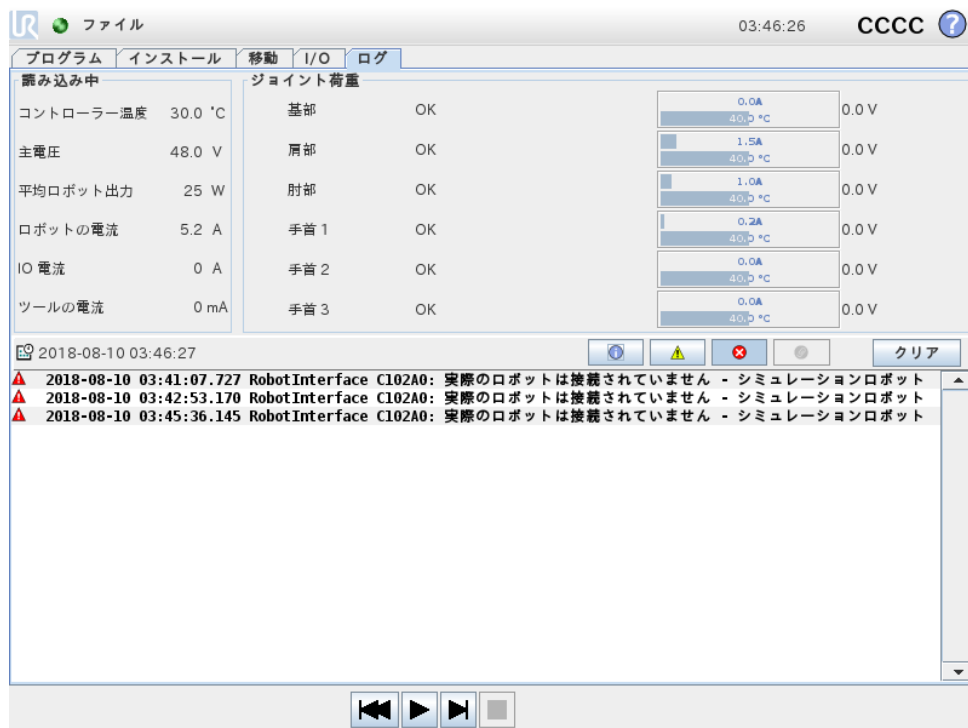 UR ファイル 03:46:26 CCCC ?
プログラム インストール 移動 I/O ログ
読み込み中
コントローラー温度 30.0 °C
主電圧 48.0 V
平均ロボット出力 25 W
ロボットの電流 5.2 A
IO 電流 0 A
ツールの電流 0 mA
ジョイント荷重
基部 OK 0.0A 40.0 °C 0.0 V
肩部 OK 1.5A 40.0 °C 0.0 V
肘部 OK 1.0A 40.0 °C 0.0 V
手首 1 OK 0.2A 40.0 °C 0.0 V
手首 2 OK 0.0A 40.0 °C 0.0 V
手首 3 OK 0.0A 40.0 °C 0.0 V
2018-08-10 03:46:27 クリア
2018-08-10 03:41:07.727 RobotInterface C102A0: 実際のロボットは接続されていません - シミュレーションロボット
2018-08-10 03:42:53.170 RobotInterface C102A0: 実際のロボットは接続されていません - シミュレーションロボット
2018-08-10 03:45:36.145 RobotInterface C102A0: 実際のロボットは接続されていません - シミュレーションロボット